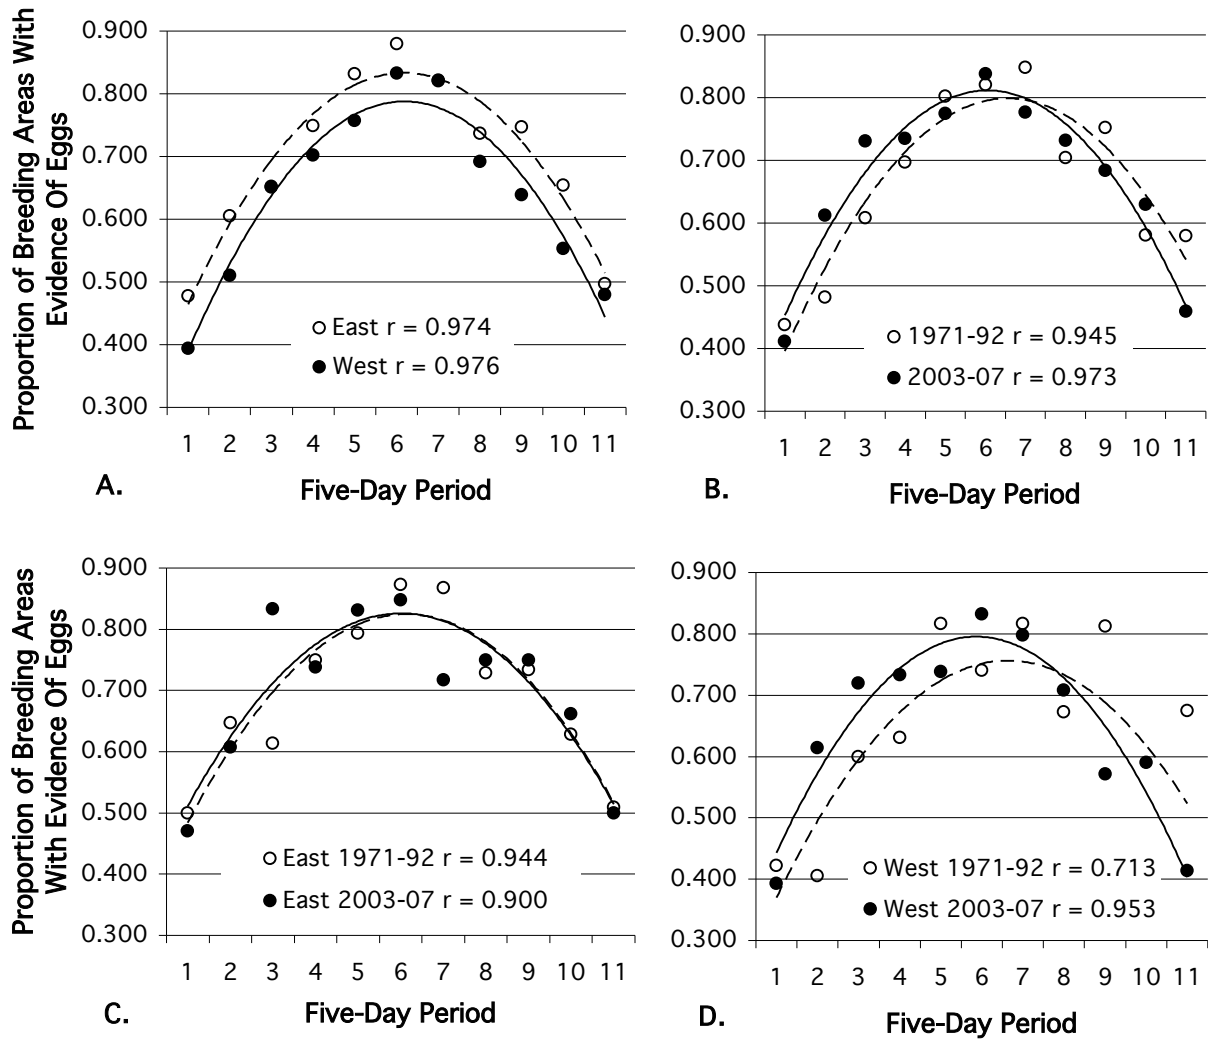 Proportion of Breeding Areas With
Evidence Of Eggs
0.900
0.800
0.700
0.600
0.500
0.400
0.300
East r = 0.974
West r = 0.976
1 2 3 4 5 6 7 8 9 10 11
A.
Five-Day Period
0.900
0.800
0.700
0.600
0.500
0.400
0.300
1971-92 r = 0.945
2003-07 r = 0.973
1 2 3 4 5 6 7 8 9 10 11
B.
Five-Day Period
Proportion of Breeding Areas
With Evidence Of Eggs
0.900
0.800
0.700
0.600
0.500
0.400
0.300
East 1971-92 r = 0.944
East 2003-07 r = 0.900
1 2 3 4 5 6 7 8 9 10 11
C.
Five-Day Period
0.900
0.800
0.700
0.600
0.500
0.400
0.300
West 1971-92 r = 0.713
West 2003-07 r = 0.953
1 2 3 4 5 6 7 8 9 10 11
D.
Five-Day Period